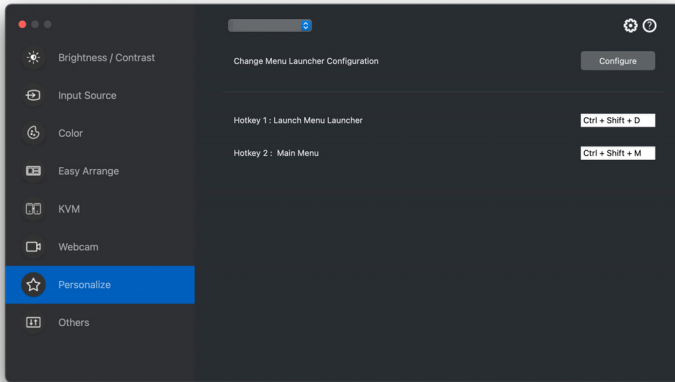 Brightness / Contrast
Input Source
Color
Easy Arrange
KVM
Webcam
Personalize
Others
Change Menu Launcher Configuration
Configure
Hotkey 1 : Launch Menu Launcher
Ctrl + Shift + D
Hotkey 2 : Main Menu
Ctrl + Shift + M